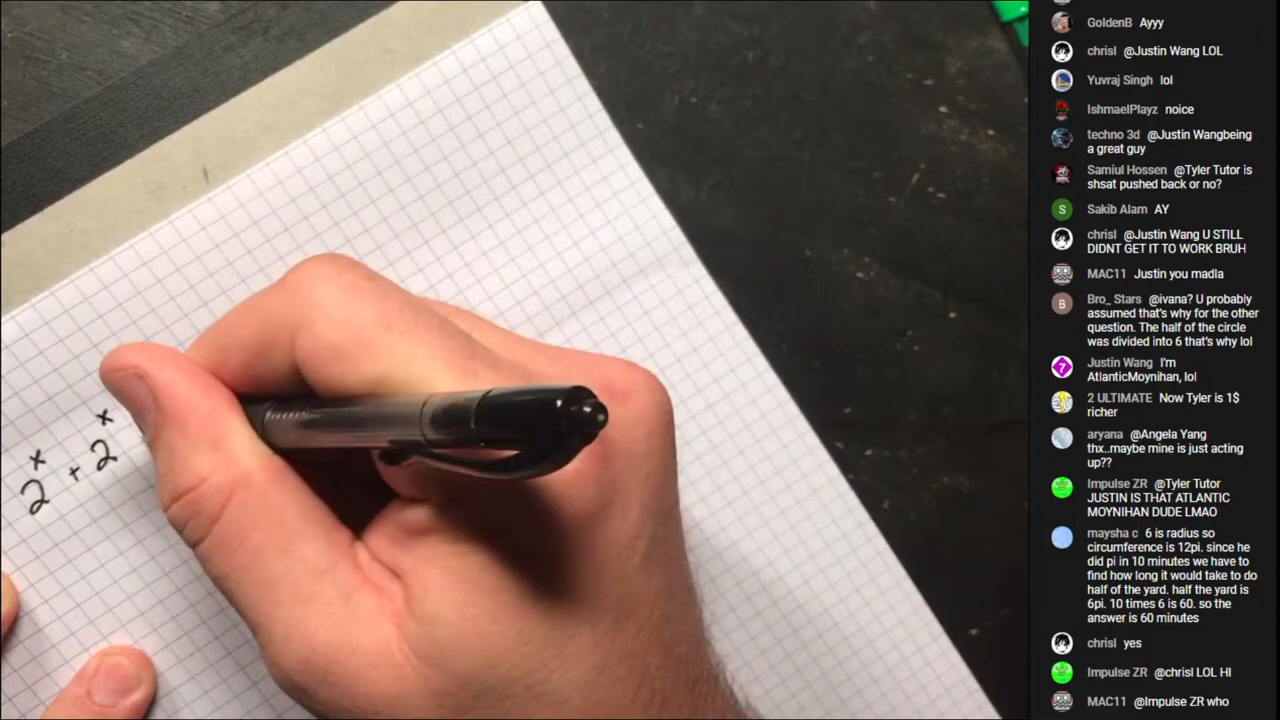 2^x + 2^x
GoldenB Ayyy
chrisl @Justin Wang LOL
Yuvraj Singh lol
IshmaelPlayz noice
techno 3d @Justin Wangbeing
a great guy
Samiul Hossen @Tyler Tutor is
shsat pushed back or no?
S
Sakib Alam AY
chrisl @Justin Wang U STILL
DIDNT GET IT TO WORK BRUH
MAC11 Justin you madla
B
Bro_ Stars @ivana? U probably
assumed that's why for the other
question. The half of the circle
was divided into 6 that's why lol
7
Justin Wang I'm
AtlanticMoynihan, lol
2 ULTIMATE Now Tyler is 1$
richer
aryana @Angela Yang
thx..maybe mine is just acting
up??
Impulse ZR @Tyler Tutor
JUSTIN IS THAT ATLANTIC
MOYNIHAN DUDE LMAO
maysha c 6 is radius so
circumference is 12pi. since he
did pi in 10 minutes we have to
find how long it would take to do
half of the yard. half the yard is
6pi. 10 times 6 is 60. so the
answer is 60 minutes
chrisl yes
Impulse ZR @chrisl LOL HI
MAC11 @Impulse ZR who